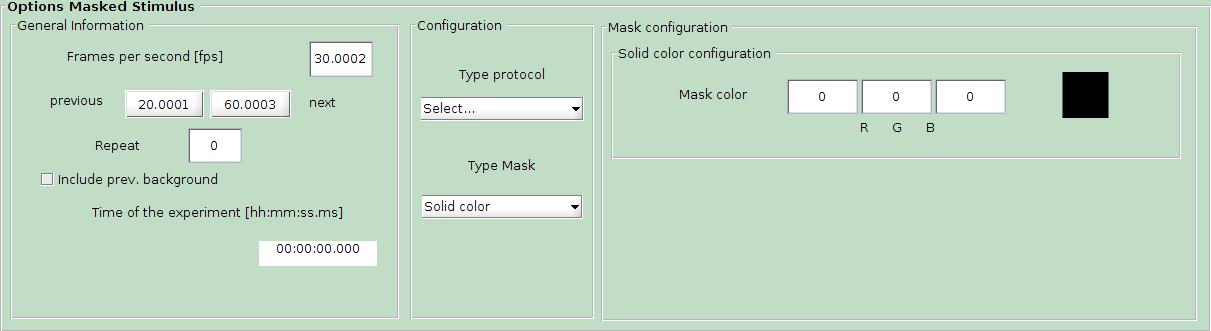 Options Masked Stimulus
General Information
Frames per second [fps]
30.0002
previous
20.0001
60.0003
next
Repeat
0
Include prev. background
Time of the experiment [hh:mm:ss.ms]
00:00:00.000
Configuration
Type protocol
Select...
Type Mask
Solid color
Mask configuration
Solid color configuration
Mask color
0
0
0
R G B